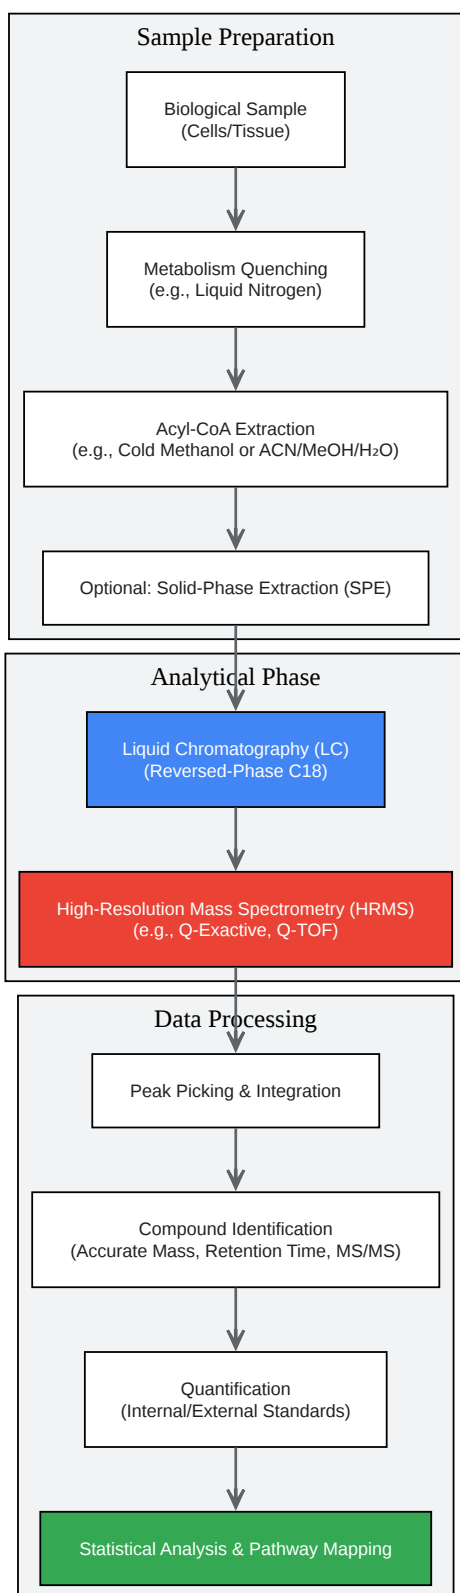 Sample Preparation
Biological Sample
(Cells/Tissue)
Metabolism Quenching
(e.g., Liquid Nitrogen)
Acyl-CoA Extraction
(e.g., Cold Methanol or ACN/MeOH/H₂O)
Optional: Solid-Phase Extraction (SPE)
Analytical Phase
Liquid Chromatography (LC)
(Reversed-Phase C18)
High-Resolution Mass Spectrometry (HRMS)
(e.g., Q-Exactive, Q-TOF)
Data Processing
Peak Picking & Integration
Compound Identification
(Accurate Mass, Retention Time, MS/MS)
Quantification
(Internal/External Standards)
Statistical Analysis & Pathway Mapping